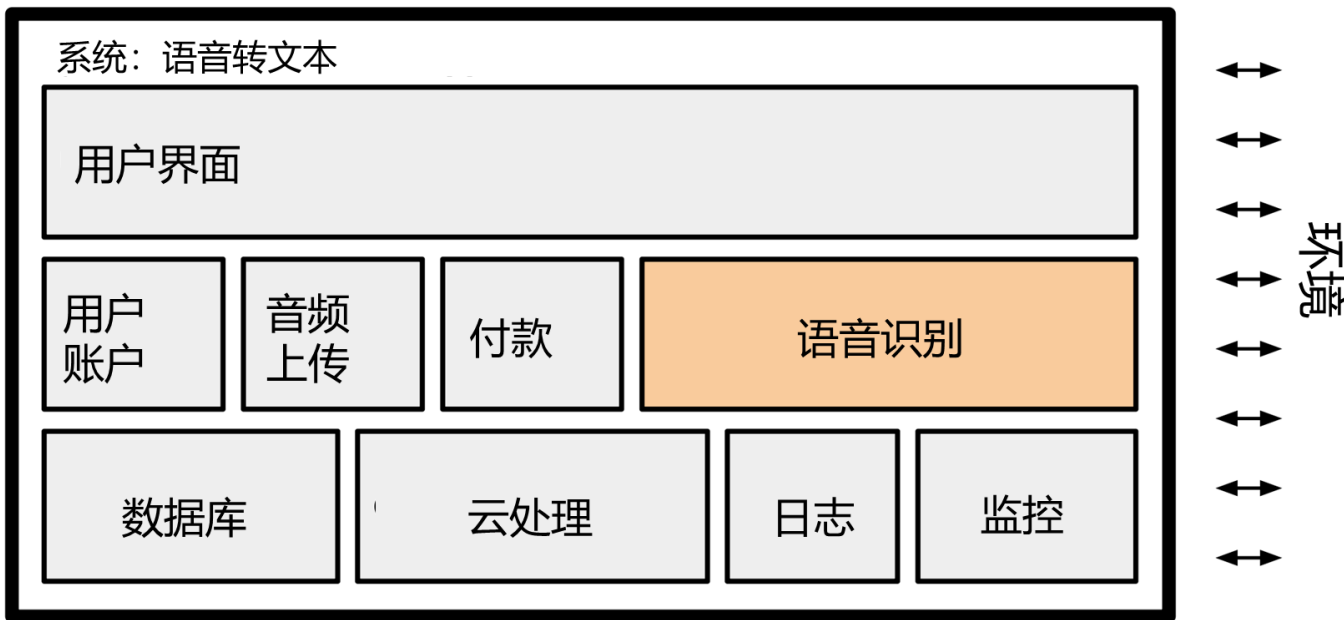 系统：语音转文本
用户界面
用户
账户
音频
上传
付款
语音识别
环境
数据库
云处理
日志
监控